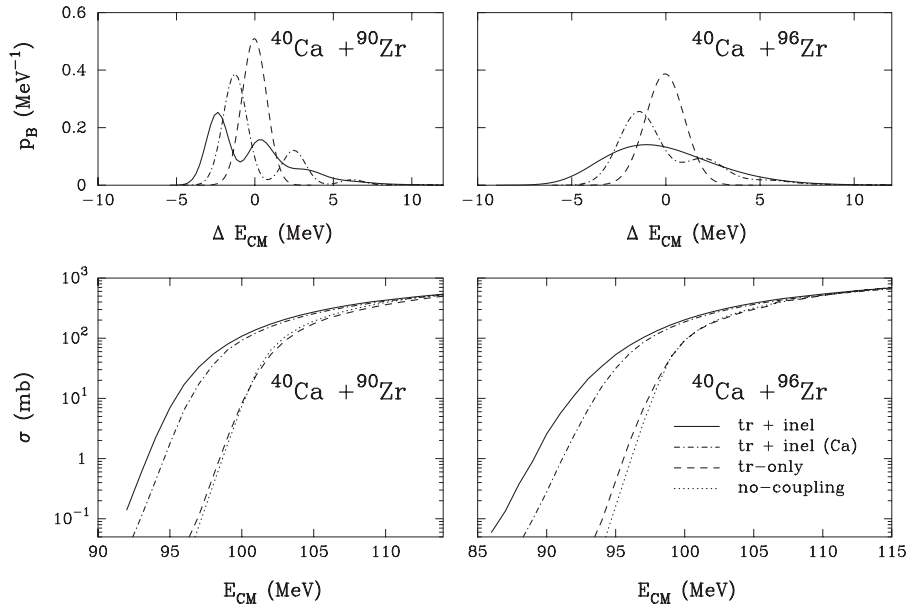 0.6
0.4
0.2
0
p_B (MeV⁻¹)
⁴⁰Ca + ⁹⁰Zr
−10 −5 0 5 10
Δ E_CM (MeV)
⁴⁰Ca + ⁹⁶Zr
−10 −5 0 5 10
Δ E_CM (MeV)
10³
10²
10¹
1
10⁻¹
σ (mb)
⁴⁰Ca + ⁹⁰Zr
90 95 100 105 110
E_CM (MeV)
⁴⁰Ca + ⁹⁶Zr
tr + inel
tr + inel (Ca)
tr−only
no−coupling
85 90 95 100 105 110 115
E_CM (MeV)